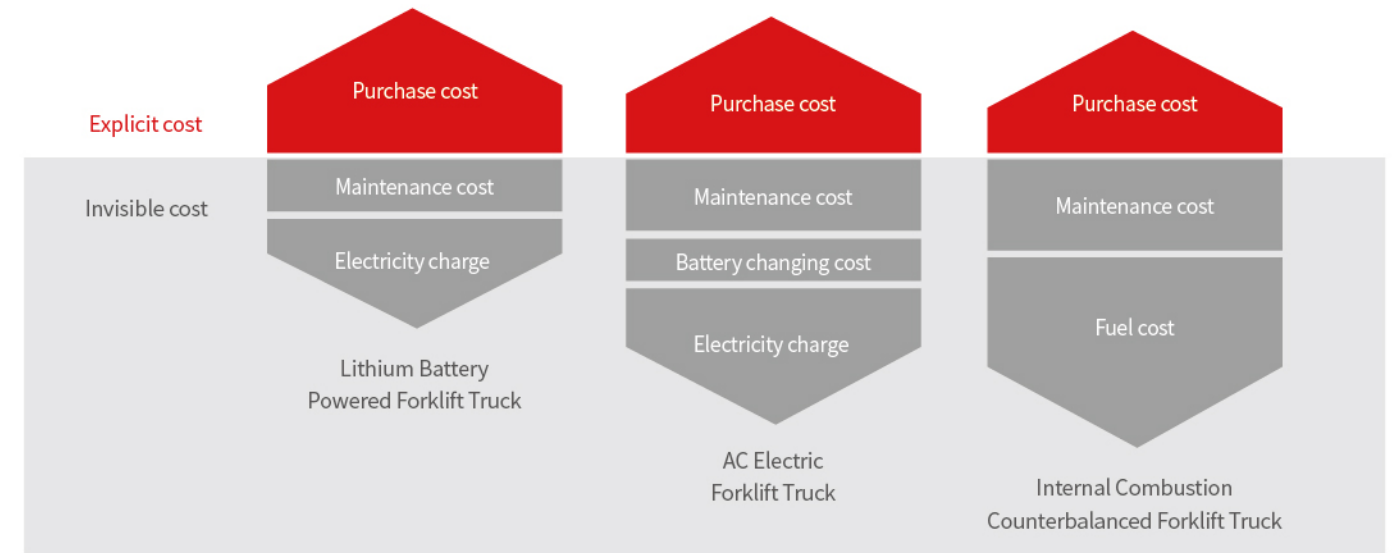 Explicit cost
Invisible cost
Purchase cost
Maintenance cost
Electricity charge
Lithium Battery
Powered Forklift Truck
Purchase cost
Maintenance cost
Battery changing cost
Electricity charge
AC Electric
Forklift Truck
Purchase cost
Maintenance cost
Fuel cost
Internal Combustion
Counterbalanced Forklift Truck